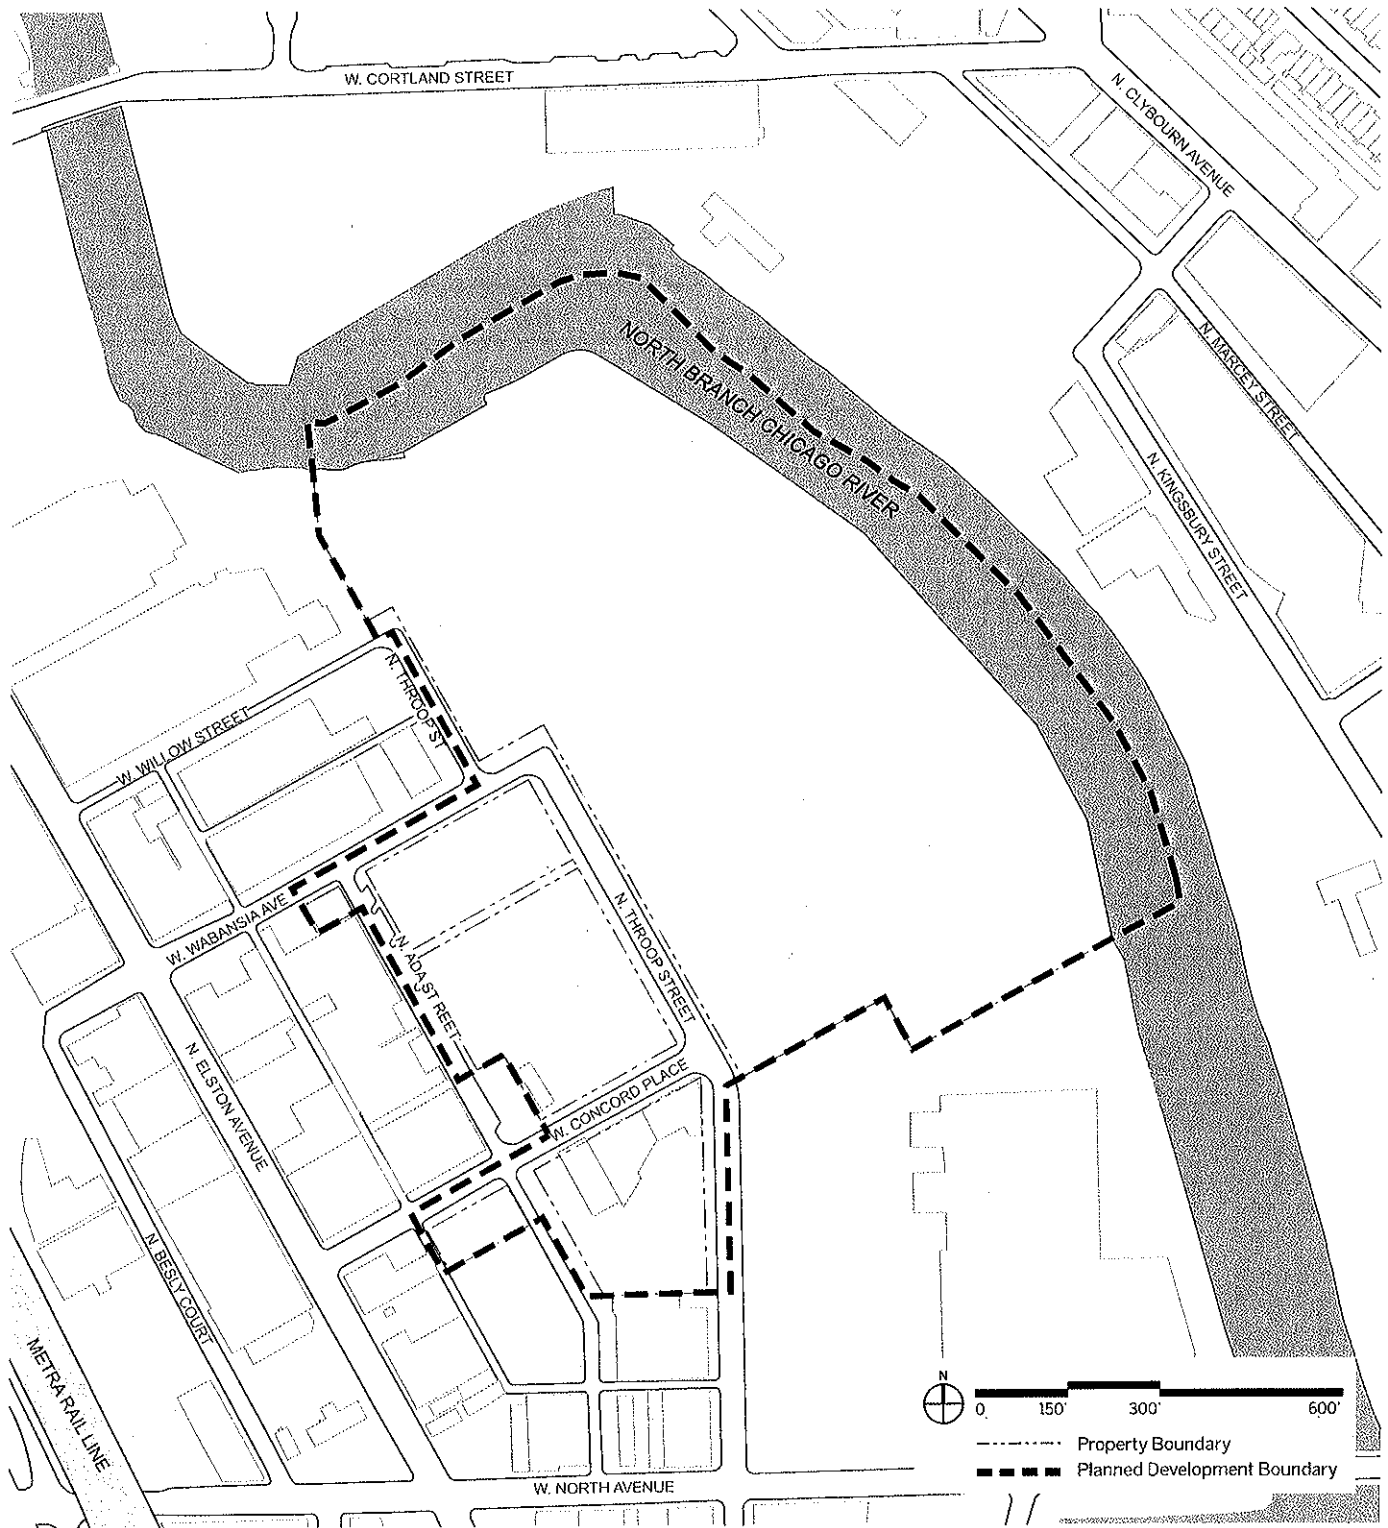 W. CORTLAND STREET
N. CLYBOURN AVENUE
NORTH BRANCH CHICAGO RIVER
N. MARCEY STREET
N. KINGSBURY STREET
N. THROOP ST
W. WILLOW STREET
W. WABANSIA AVE
N. THROOP STREET
N. ADA STREET
W. CONCORD PLACE
N. ELSTON AVENUE
N. BESLY COURT
METRA RAIL LINE
W. NORTH AVENUE
N
0 150' 300' 600'
Property Boundary
Planned Development Boundary